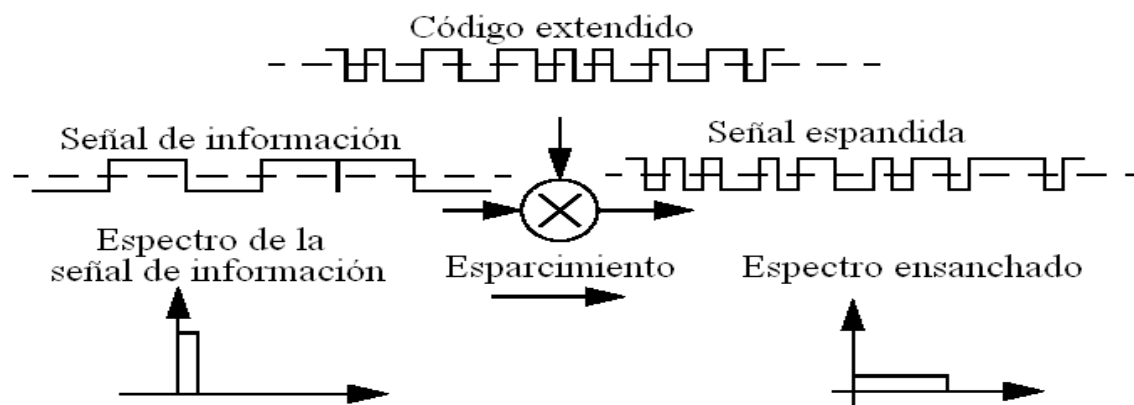 Código extendido
Señal de información
Señal espandida
Espectro de la
señal de información
Esparcimiento
Espectro ensanchado